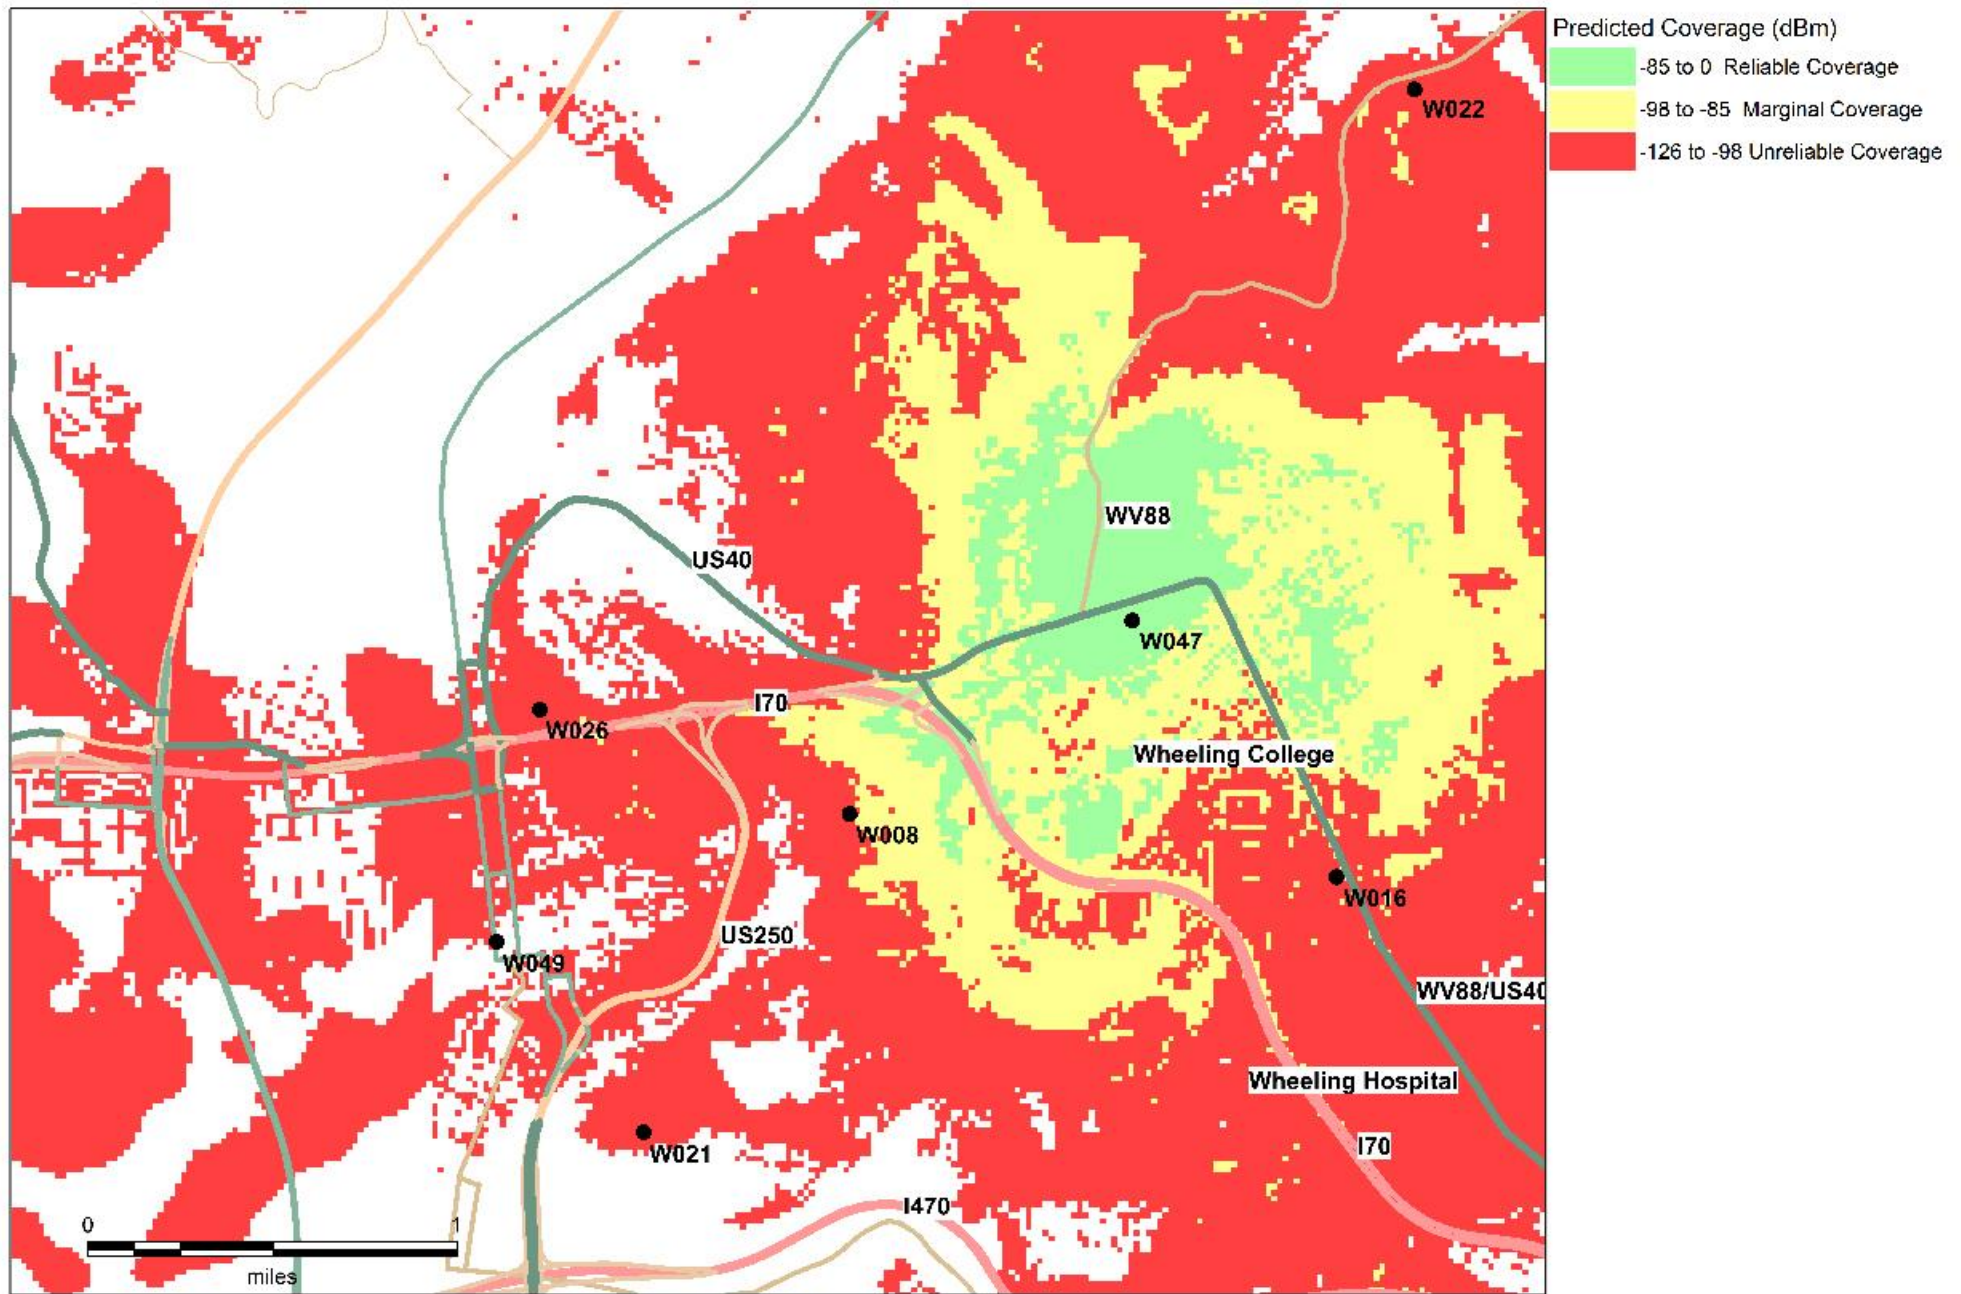 Predicted Coverage (dBm)
-85 to 0 Reliable Coverage
-98 to -85 Marginal Coverage
-126 to -98 Unreliable Coverage
W022
WV88
US40
W047
I70
W026
Wheeling College
W008
W016
US250
W049
WV88/US40
Wheeling Hospital
I70
W021
I470
0 1
miles